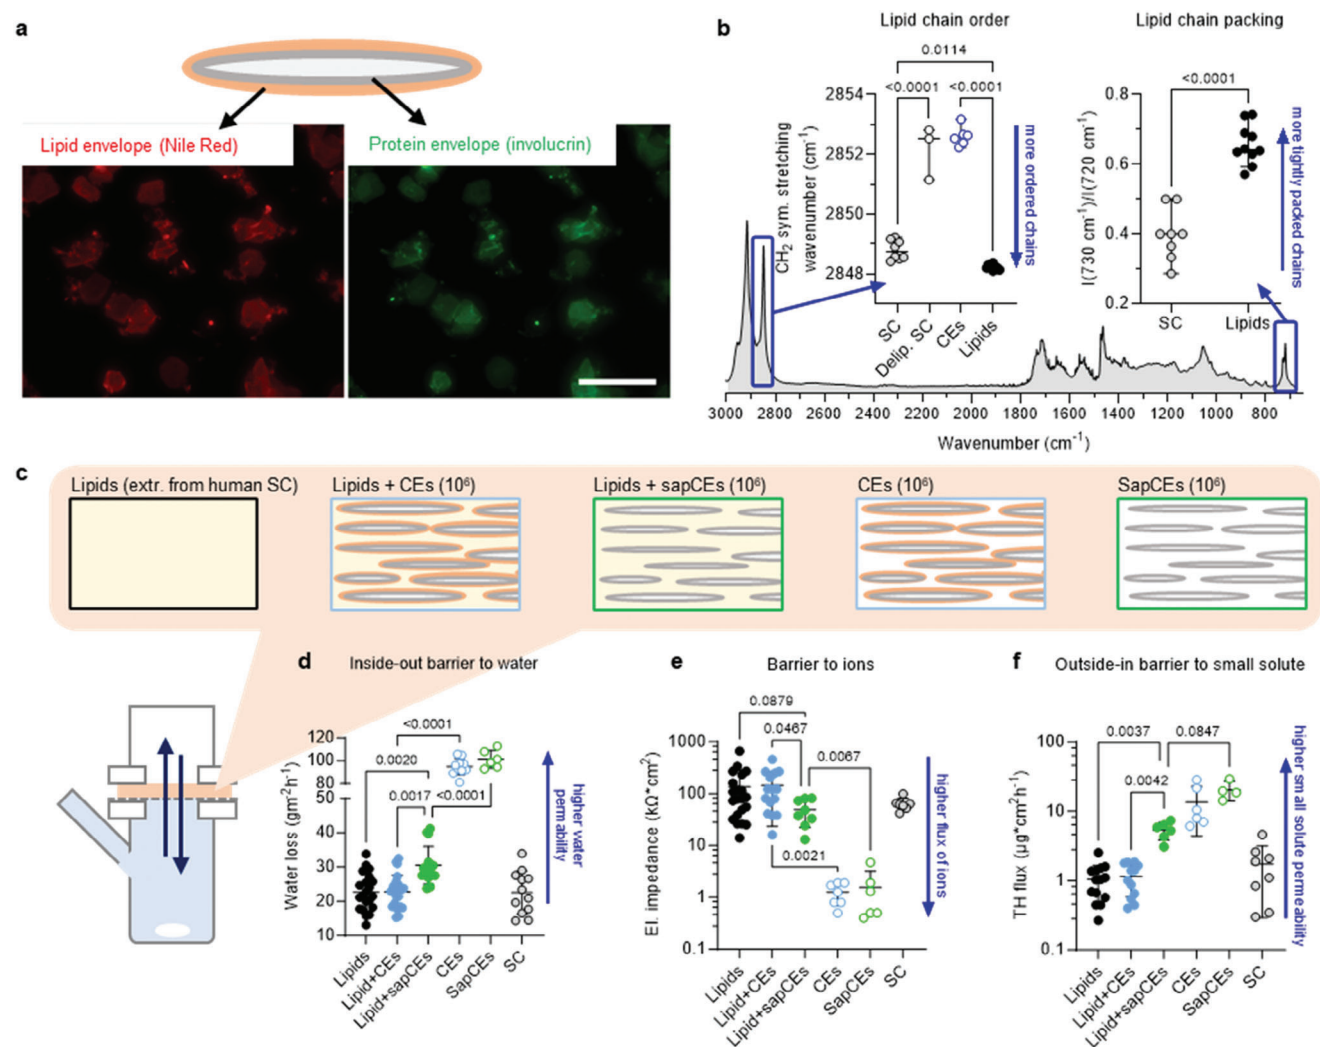 a
Lipid envelope (Nile Red)
Protein envelope (involucrin)
b
Lipid chain order
0.0114
<0.0001
<0.0001
2854
2852
2850
2848
CH2 sym. stretching
wavenumber (cm-1)
more ordered chains
SC
Delip. SC
CEs
Lipids
Lipid chain packing
<0.0001
0.8
0.6
0.4
0.2
I(730 cm-1)/I(720 cm-1)
more tightly packed chains
SC
Lipids
3000 2800 2600 2400 2200 2000 1800 1600 1400 1200 1000 800
Wavenumber (cm-1)
c
Lipids (extr. from human SC)
Lipids + CEs (10⁶)
Lipids + sapCEs (10⁶)
CEs (10⁶)
SapCEs (10⁶)
d
Inside-out barrier to water
<0.0001
0.0020
0.0017
<0.0001
120
100
80
50
40
30
20
10
Water loss (gm²h⁻¹)
higher water
permeability
Lipids
Lipid+CEs
Lipid+sapCEs
CEs
SapCEs
SC
e
Barrier to ions
0.0879
0.0467
0.0067
0.0021
1000
100
10
1
0.1
El. impedance (kΩ*cm²)
higher flux of ions
Lipids
Lipid+CEs
Lipid+sapCEs
CEs
SapCEs
SC
f
Outside-in barrier to small solute
0.0037
0.0847
0.0042
100
10
1
0.1
TH flux (µg*cm²h⁻¹)
higher small solute permeability
Lipids
Lipid+CEs
Lipid+sapCEs
CEs
SapCEs
SC